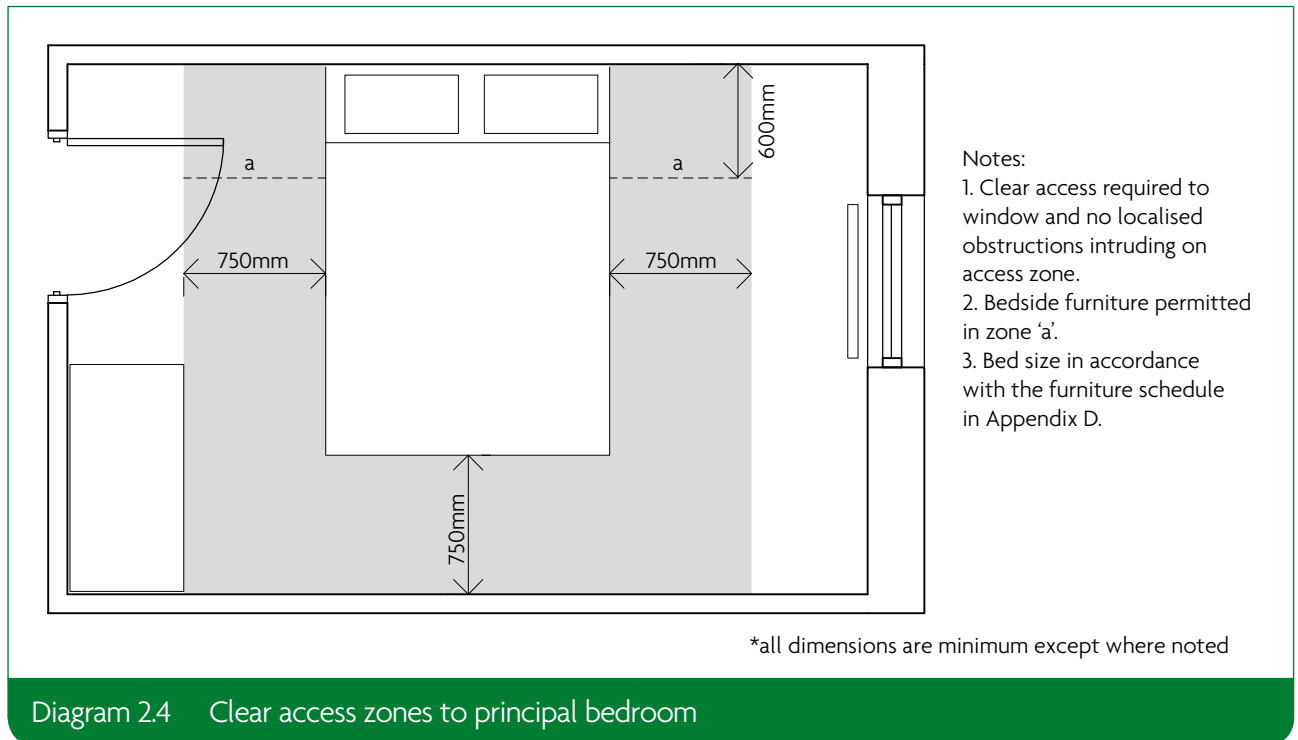 600mm
a
a
750mm
750mm
750mm
Notes:
1. Clear access required to
window and no localised
obstructions intruding on
access zone.
2. Bedside furniture permitted
in zone ‘a’.
3. Bed size in accordance
with the furniture schedule
in Appendix D.
*all dimensions are minimum except where noted
Diagram 2.4 Clear access zones to principal bedroom